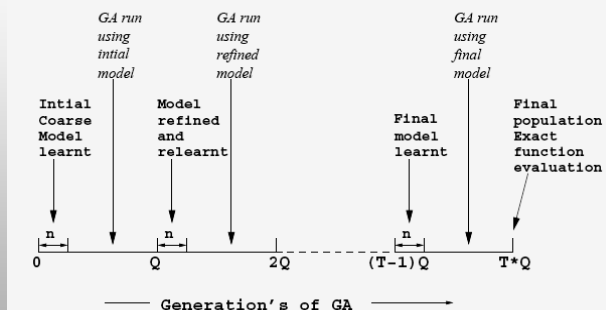 GA run
using
intial
model
GA run
using
refined
model
GA run
using
final
model
Intial
Coarse
Model
learnt
Model
refined
and
relearnt
Final
model
learnt
Final
population
Exact
function
evaluation
n
n
n
0
Q
2Q
(T-1)Q
T*Q
Generation's of GA